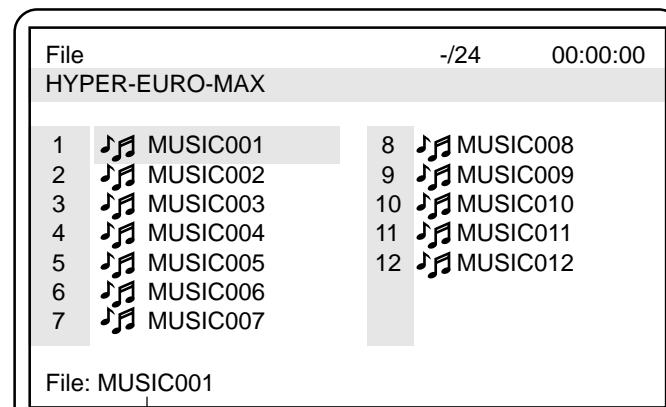 File -/24 00:00:00
HYPER-EURO-MAX
1 MUSIC001
2 MUSIC002
3 MUSIC003
4 MUSIC004
5 MUSIC005
6 MUSIC006
7 MUSIC007
8 MUSIC008
9 MUSIC009
10 MUSIC010
11 MUSIC011
12 MUSIC012
File: MUSIC001